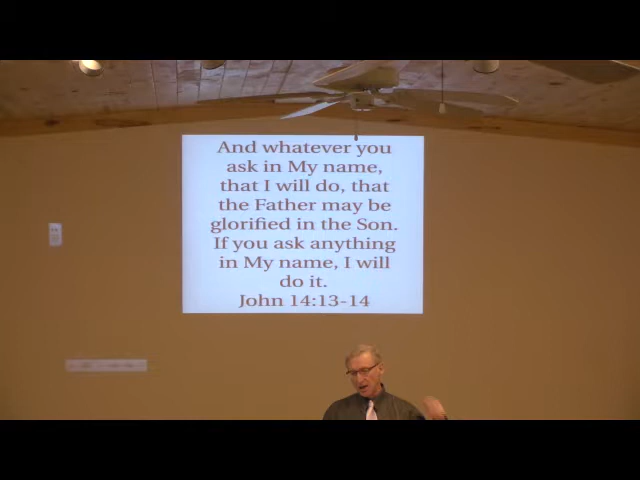 And whatever you
ask in My name,
that I will do, that
the Father may be
glorified in the Son.
If you ask anything
in My name, I will
do it.
John 14:13-14